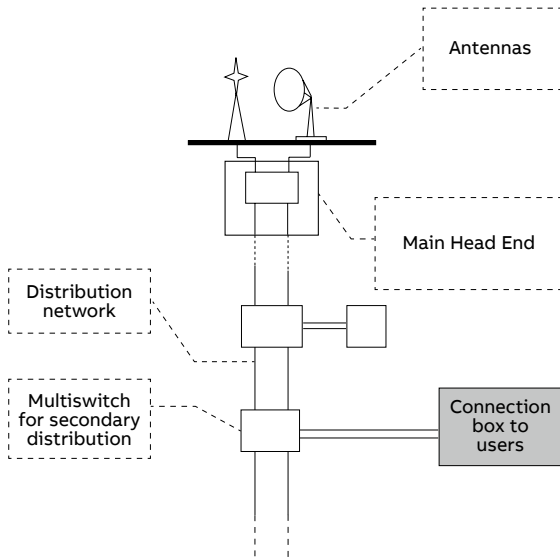 Antennas
Main Head End
Distribution
network
Multiswitch
for secondary
distribution
Connection
box to
users